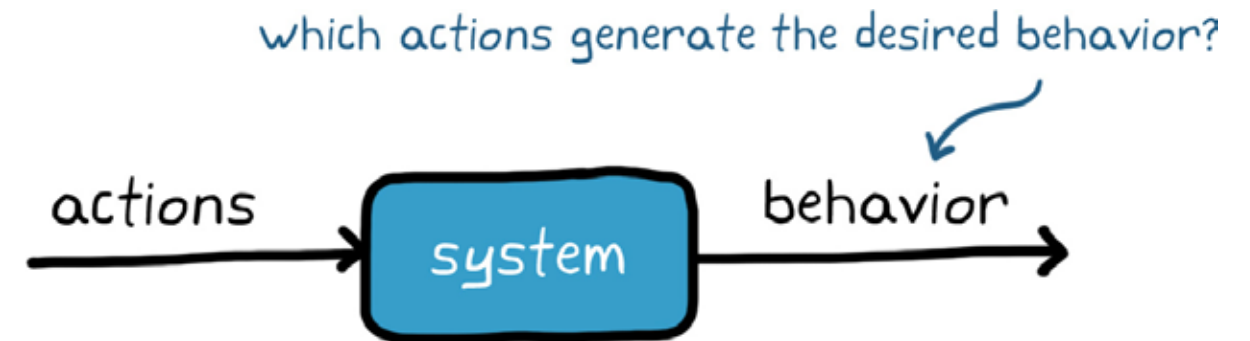 which actions generate the desired behavior?
actions
behavior
system